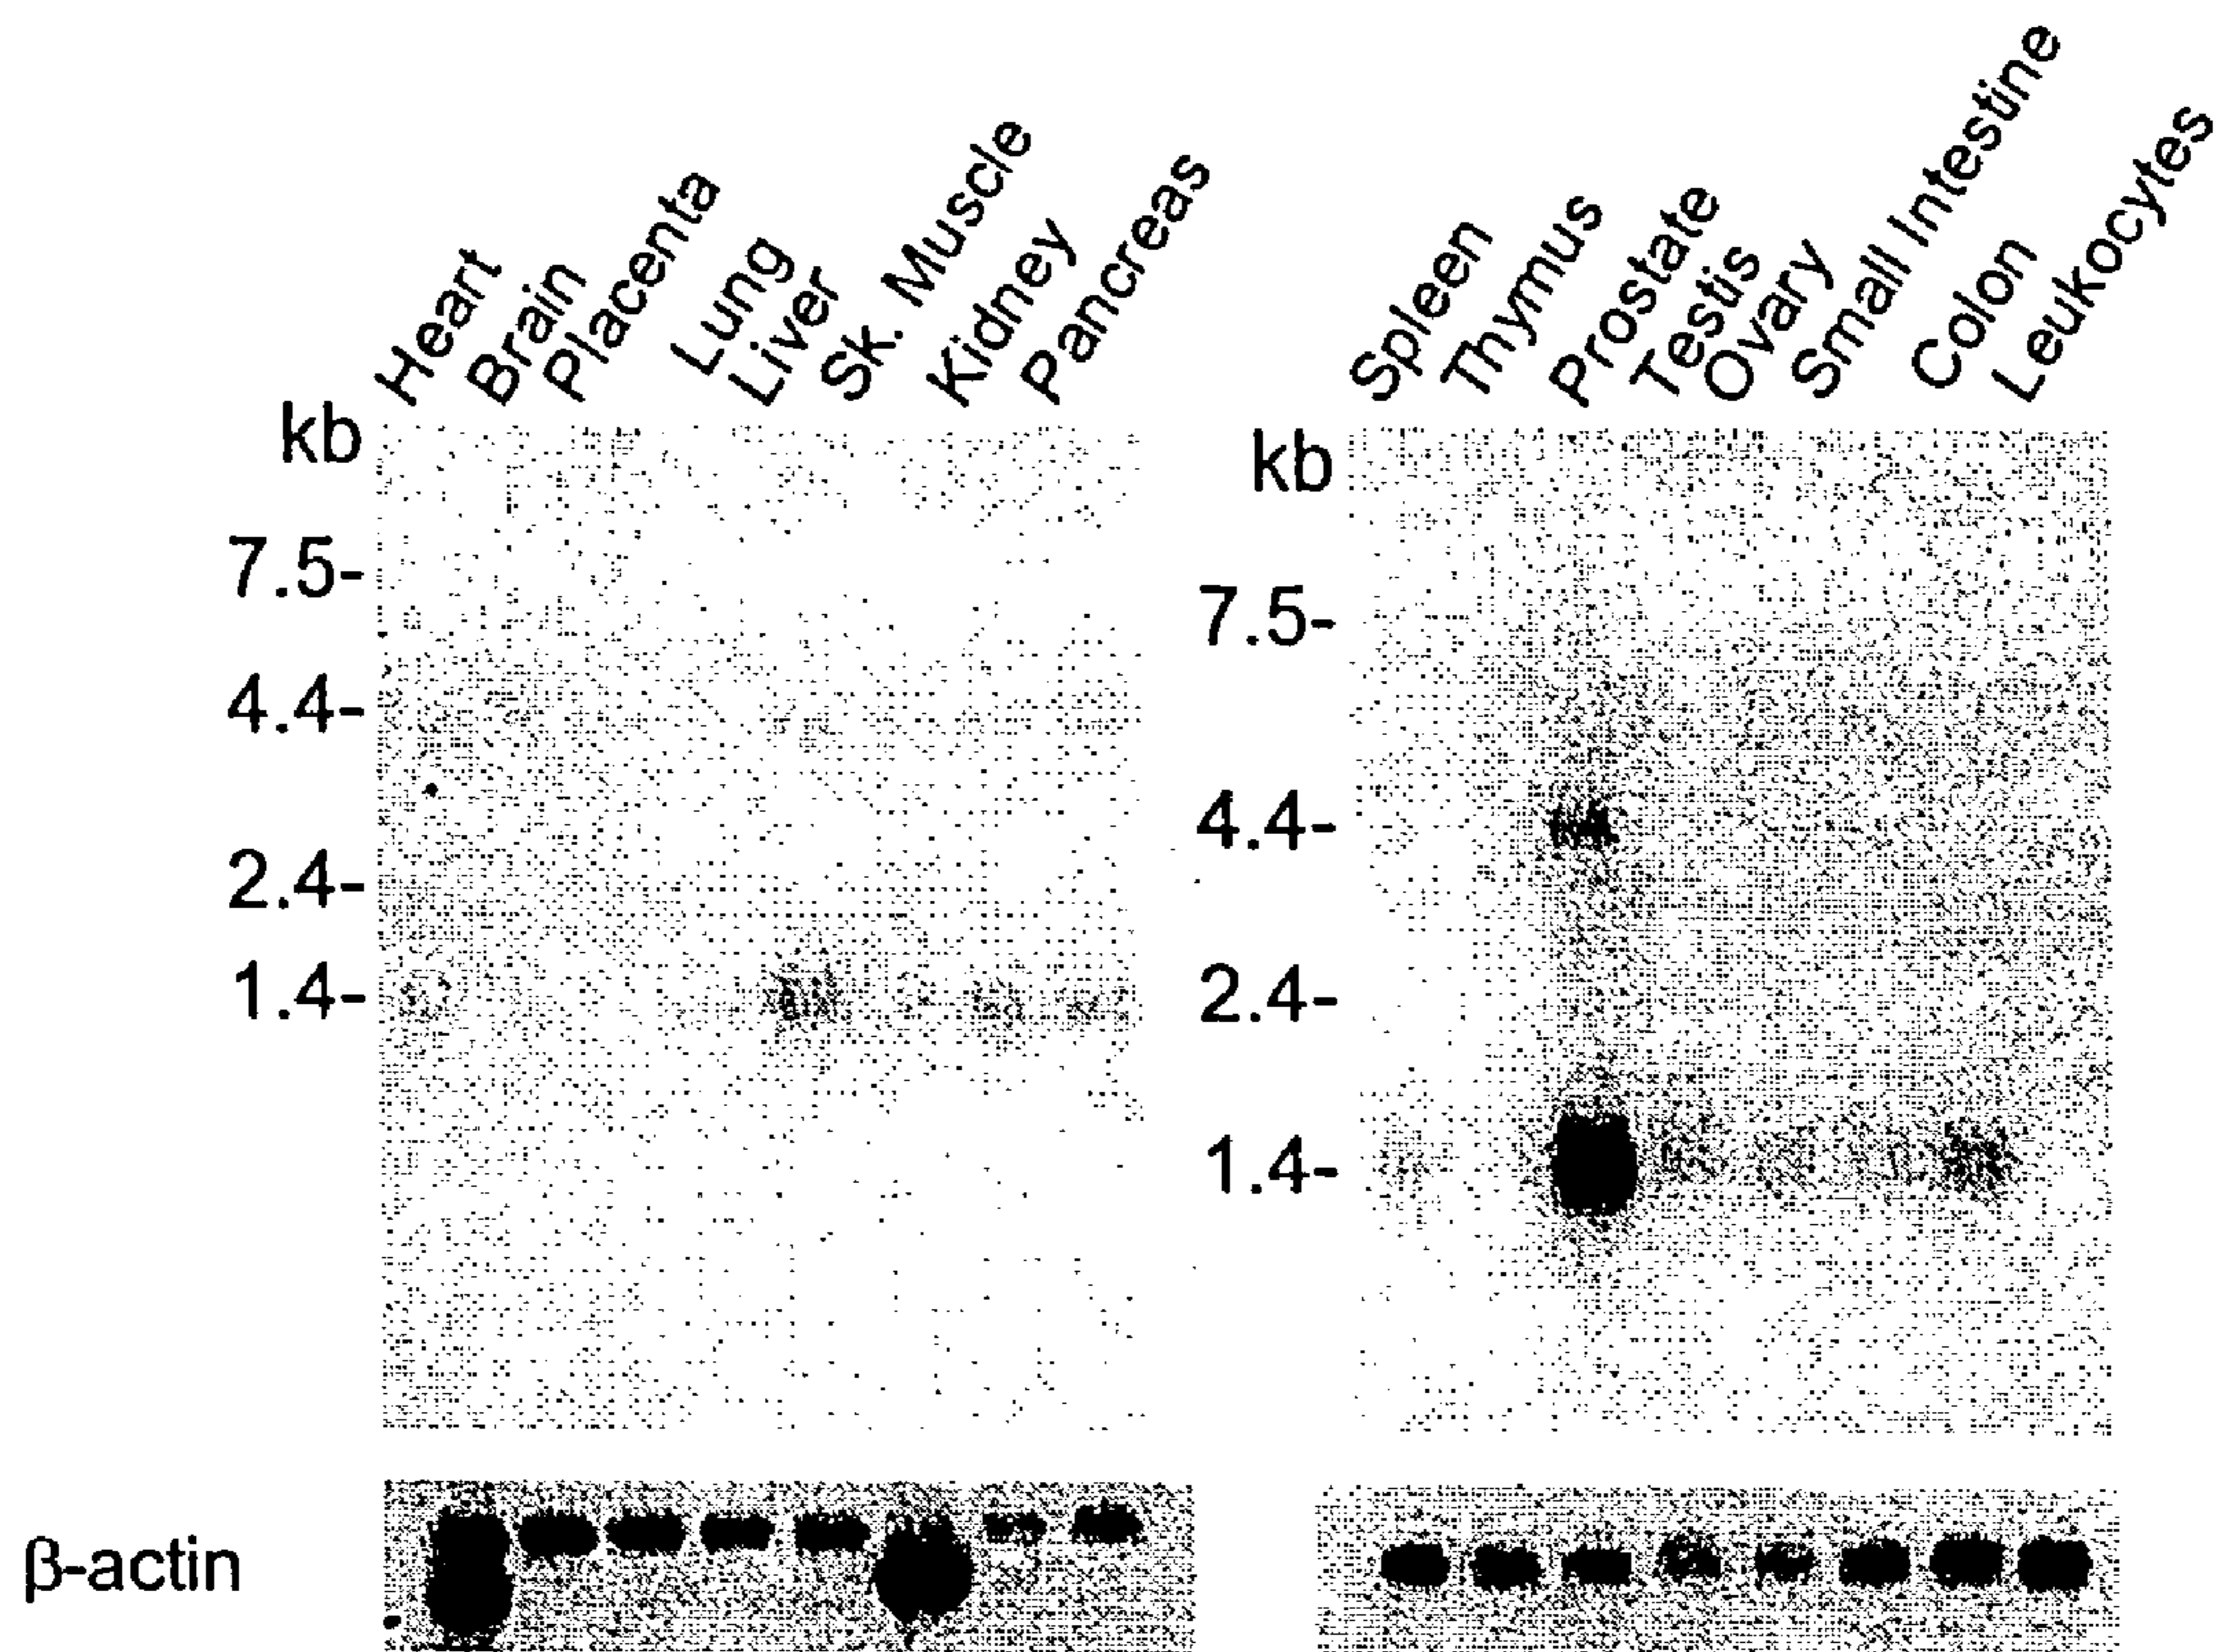 Heart
Brain
Placenta
Lung
Liver
Sk. Muscle
Kidney
Pancreas
kb
7.5-
4.4-
2.4-
1.4-
Spleen
Thymus
Prostate
Testis
Ovary
Small Intestine
Colon
Leukocytes
kb
7.5-
4.4-
2.4-
1.4-
β-actin